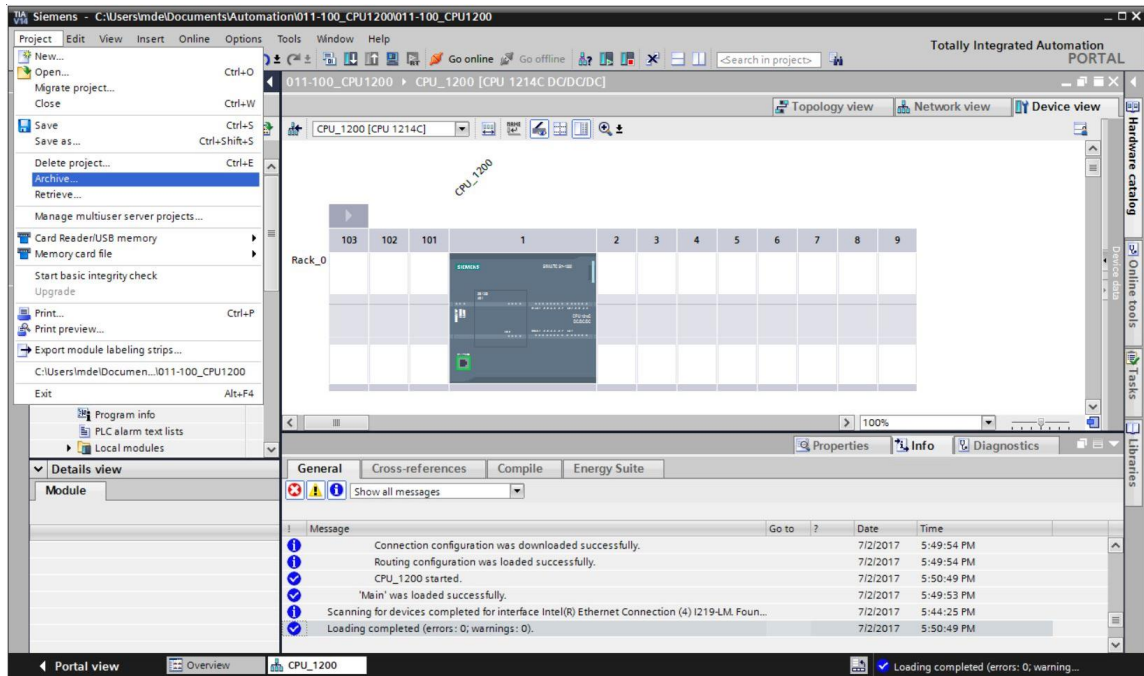 TIA V14 Siemens - C:\Users\mde\Documents\Automation\011-100_CPU1200\011-100_CPU1200
Project Edit View Insert Online Options Tools Window Help
Totally Integrated Automation
PORTAL
New...
Open... Ctrl+O
Migrate project...
Close Ctrl+W
Save Ctrl+S
Save as... Ctrl+Shift+S
Delete project... Ctrl+E
Archive...
Retrieve...
Manage multiuser server projects...
Card Reader/USB memory
Memory card file
Start basic integrity check
Upgrade
Print... Ctrl+P
Print preview...
Export module labeling strips...
C:\Users\mde\Documen...\011-100_CPU1200
Exit Alt+F4
Program info
PLC alarm text lists
Local modules
Details view
Module
Go online Go offline <Search in project>
011-100_CPU1200 CPU_1200 [CPU 1214C DC/DC/DC]
Topology view Network view Device view
CPU_1200 [CPU 1214C]
CPU_1200
103 102 101 1 2 3 4 5 6 7 8 9
Rack_0
SIEMENS SIMATIC S7-1200
100%
Device data
Properties Info Diagnostics
General Cross-references Compile Energy Suite
Show all messages
! Message Go to ? Date Time
Connection configuration was downloaded successfully. 7/2/2017 5:49:54 PM
Routing configuration was loaded successfully. 7/2/2017 5:49:54 PM
CPU_1200 started. 7/2/2017 5:50:49 PM
'Main' was loaded successfully. 7/2/2017 5:49:53 PM
Scanning for devices completed for interface Intel(R) Ethernet Connection (4) I219-LM. Foun... 7/2/2017 5:44:25 PM
Loading completed (errors: 0; warnings: 0). 7/2/2017 5:50:49 PM
Hardware catalog
Online tools
Tasks
Libraries
Portal view Overview CPU_1200 Loading completed (errors: 0; warning...